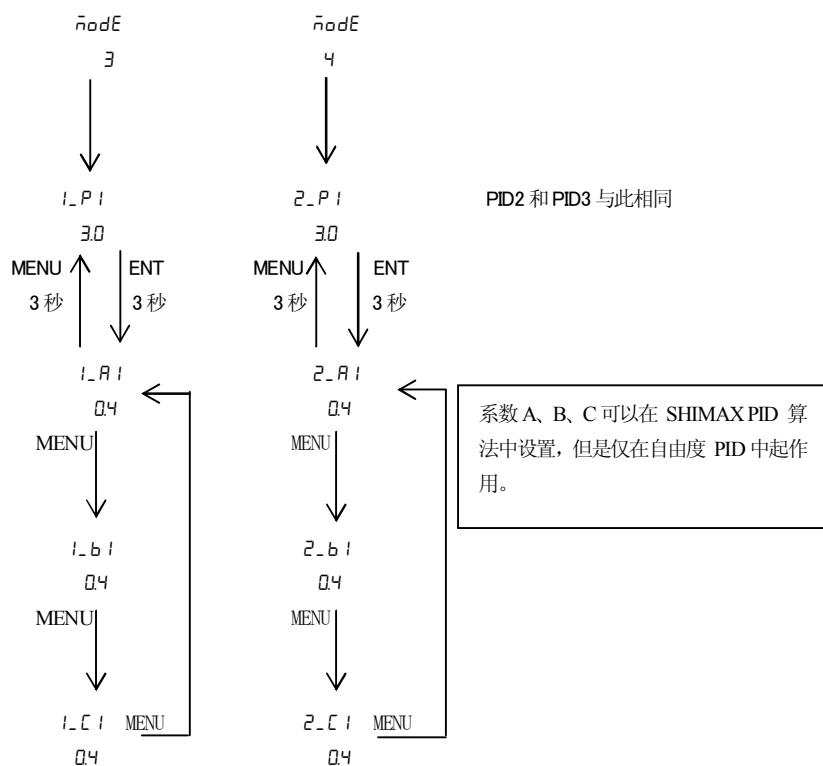 modE modE
3 4
1_P1 2_P1 PID2 和 PID3 与此相同
3.0 3.0
MENU ENT MENU ENT
3 秒 3 秒 3 秒 3 秒
1_A1 2_A1
0.4 0.4
系数 A、B、C 可以在 SHIMAX PID 算
法中设置，但是仅在自由度 PID 中起作
用。
MENU MENU
1_b1 2_b1
0.4 0.4
MENU MENU
1_C1 MENU 2_C1 MENU
0.4 0.4